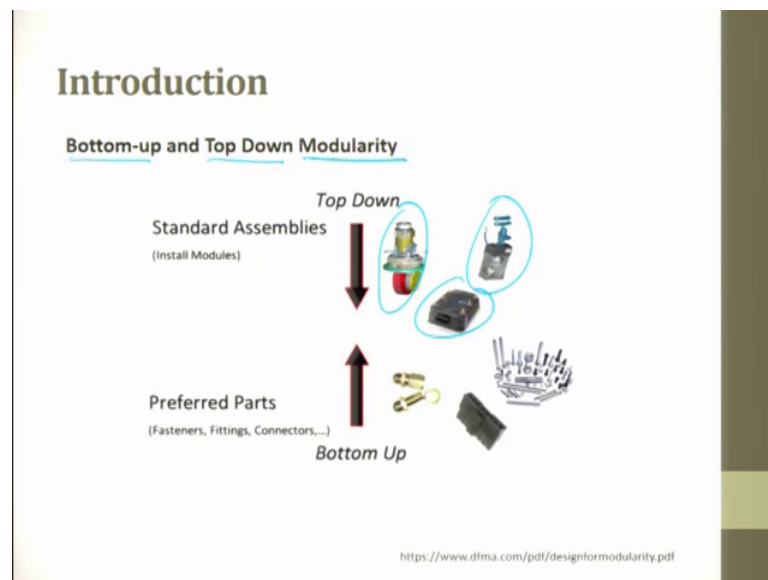 Introduction
Bottom-up and Top Down Modularity
Top Down
Standard Assemblies
(Install Modules)
Preferred Parts
(Fasteners, Fittings, Connectors,...)
Bottom Up
https://www.dfma.com/pdf/designformodularity.pdf